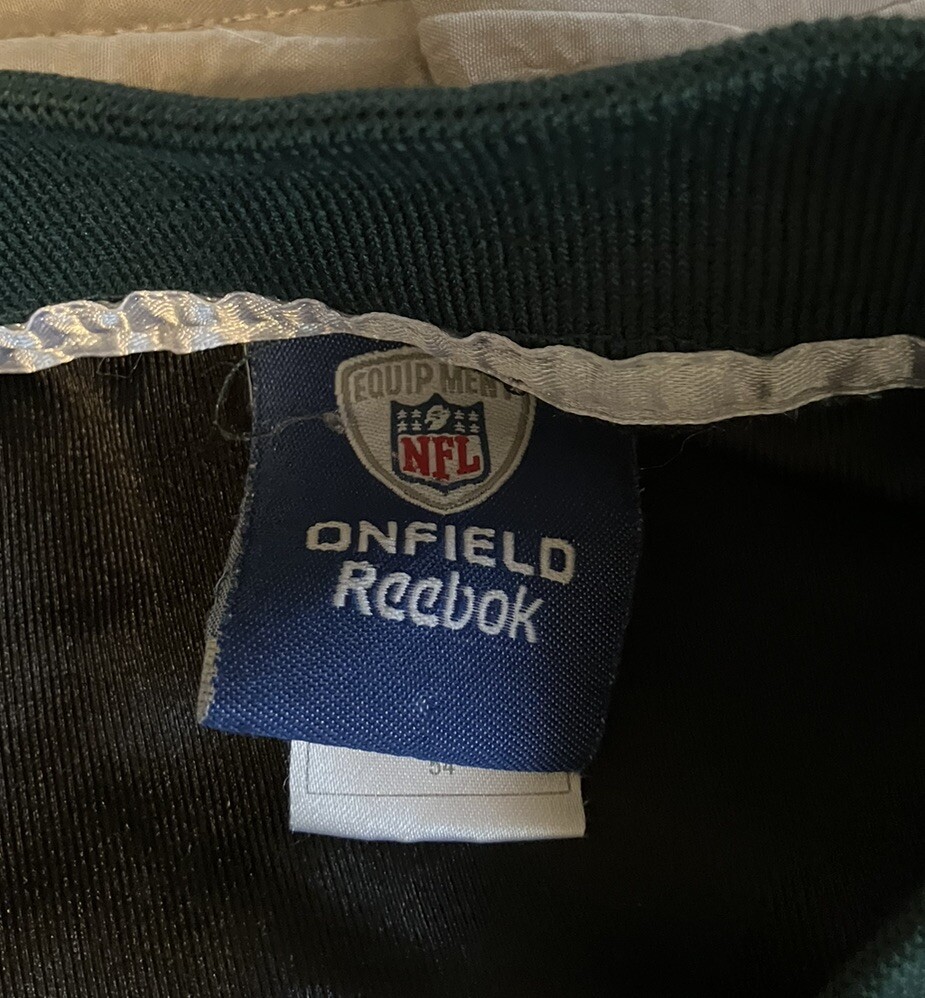 EQUIPMENT
NFL
ONFIELD
Reebok
54